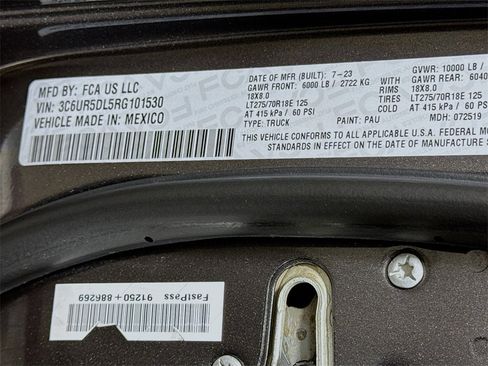 MFD BY: FCA US LLC
VIN: 3C6UR5DL5RG101530
VEHICLE MADE IN: MEXICO
DATE OF MFR (BUILT): 7-23
GAWR FRONT: 6000 LB / 2722 KG
18X8.0
LT275/70R18E 125
AT 415 kPa / 60 PSI
TYPE: TRUCK
PAINT: PAU
GVWR: 10000 LB /
GAWR REAR: 6040
WITH
TIRES
RIMS 18X8.0
LT275/70R18E 125
COLD AT 415 kPa / 60 PSI
MDH: 072519
THIS VEHICLE CONFORMS TO ALL APPLICABLE U.S.A. FEDERAL MO
STANDARDS IN EFFECT ON THE DATE OF MANUFACTURE S
FastPass
91250+886269